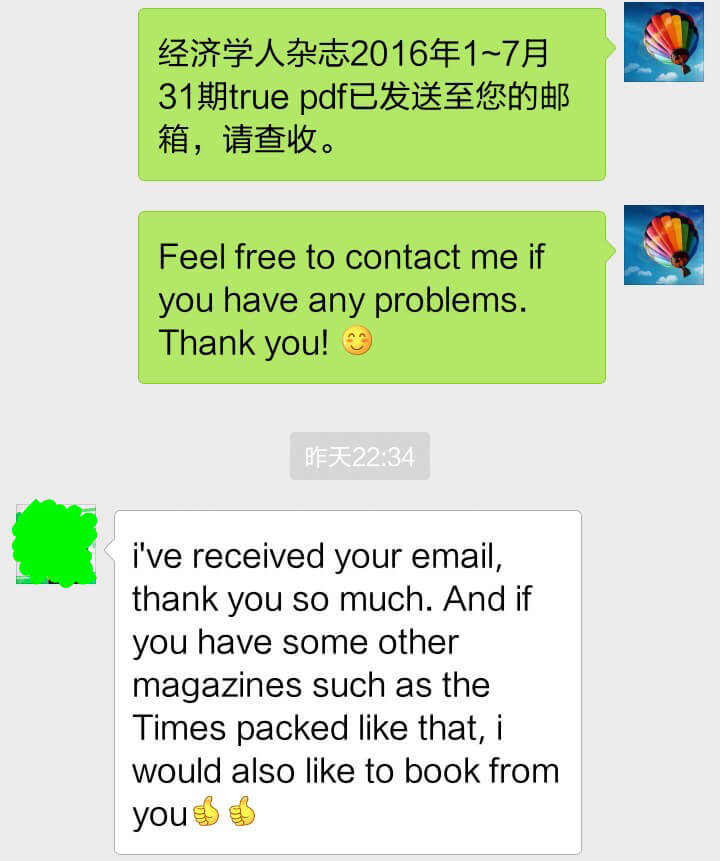 经济学人杂志2016年1~7月
31期true pdf已发送至您的邮
箱，请查收。
Feel free to contact me if
you have any problems.
Thank you! 😊
昨天22:34
i've received your email,
thank you so much. And if
you have some other
magazines such as the
Times packed like that, i
would also like to book from
you👍👍